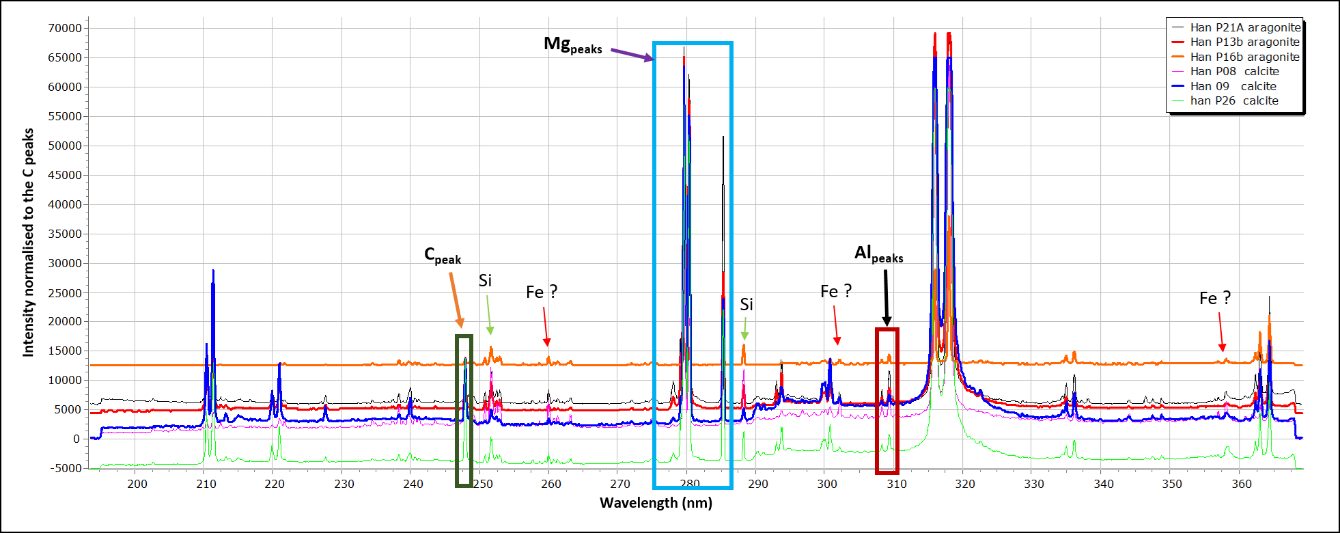 70000
65000
60000
55000
50000
45000
40000
35000
30000
25000
20000
15000
10000
5000
0
-5000
Intensity normalised to the C peaks
Han P21A aragonite
Han P13b aragonite
Han P16b aragonite
Han P08 calcite
Han 09 calcite
han P26 calcite
Mgpeaks
Cpeak
Si
Fe ?
Si
Fe ?
Alpeaks
Fe ?
200 210 220 230 240 250 260 270 280 290 300 310 320 330 340 350 360
Wavelength (nm)